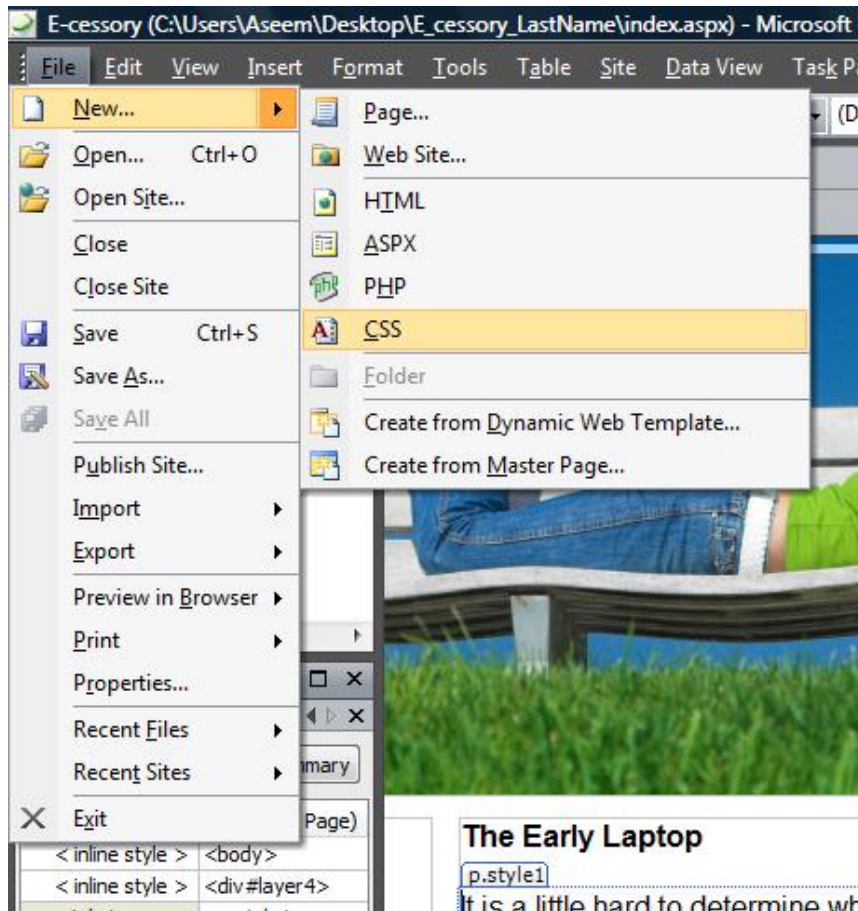 E-cessory (C:\Users\Aseem\Desktop\E_cessory_LastName\index.aspx) - Microsoft
File Edit View Insert Format Tools Table Site Data View Task P
New...
Open... Ctrl+O
Open Site...
Close
Close Site
Save Ctrl+S
Save As...
Save All
Publish Site...
Import
Export
Preview in Browser
Print
Properties...
Recent Files
Recent Sites
Exit
Page...
Web Site...
HTML
ASPX
PHP
CSS
Folder
Create from Dynamic Web Template...
Create from Master Page...
(D
mmary
Page)
< inline style > <body>
< inline style > <div#layer4>
The Early Laptop
p.style1
It is a little hard to determine wh